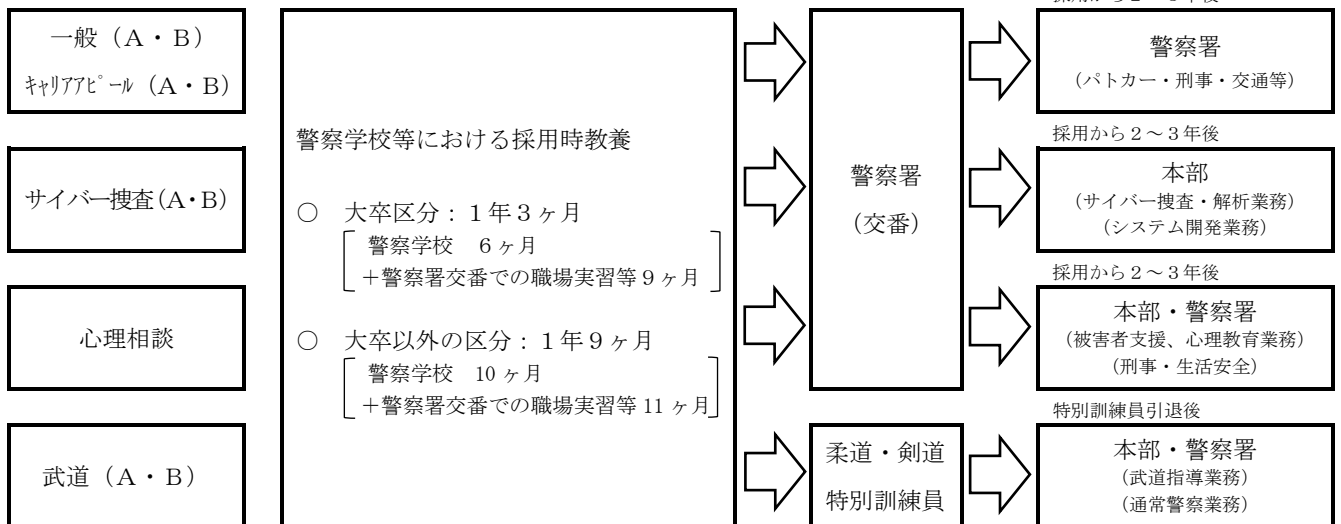 一般（Ａ・Ｂ）
ｷｬﾘｱｱﾋﾟｰﾙ（Ａ・Ｂ）
サイバー捜査(Ａ・Ｂ)
心理相談
武道（Ａ・Ｂ）
警察学校等における採用時教養
○　大卒区分：１年３ヶ月
警察学校　６ヶ月
＋警察署交番での職場実習等９ヶ月
○　大卒以外の区分：１年９ヶ月
警察学校　10 ヶ月
＋警察署交番での職場実習等 11 ヶ月
警察署
（交番）
柔道・剣道
特別訓練員
警察署
（パトカー・刑事・交通等）
採用から２～３年後
本部
（サイバー捜査・解析業務）
（システム開発業務）
採用から２～３年後
本部・警察署
（被害者支援、心理教育業務）
（刑事・生活安全）
特別訓練員引退後
本部・警察署
（武道指導業務）
（通常警察業務）